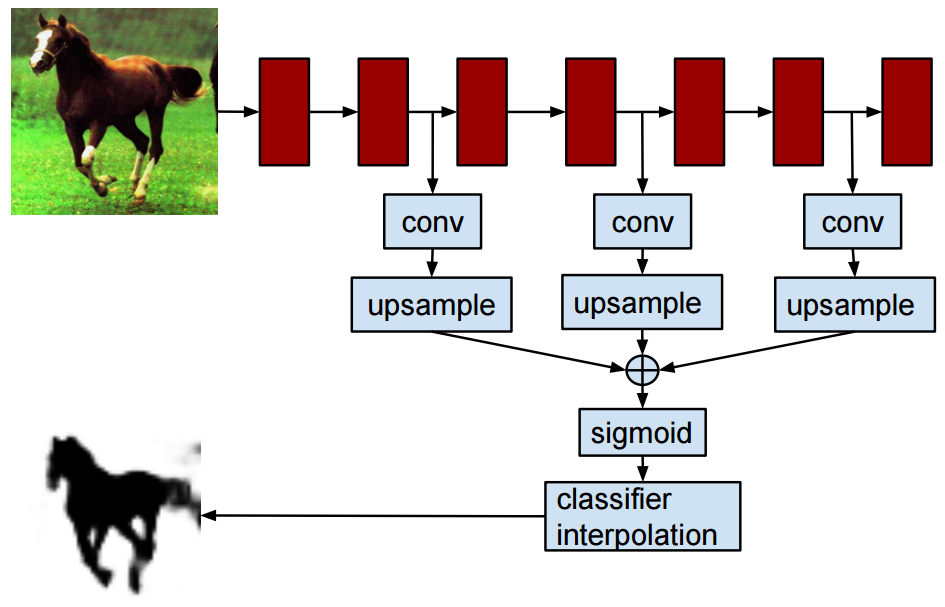 conv
conv
conv
upsample
upsample
upsample
sigmoid
classifier
interpolation